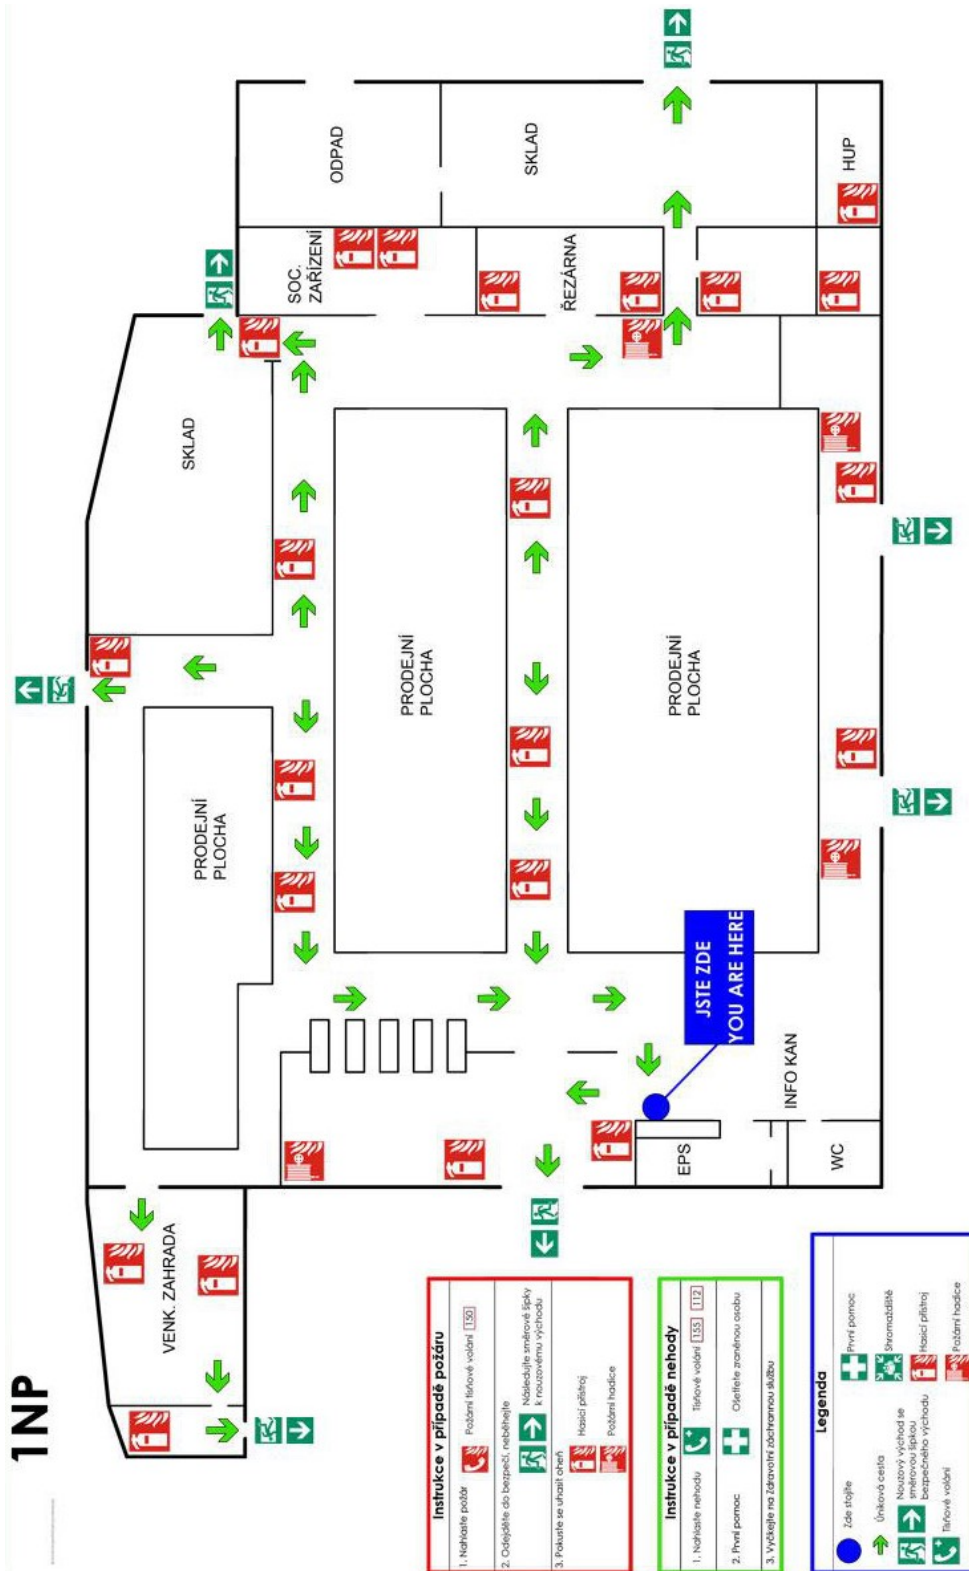 1NP
VENK. ZAHRADA
PRODEJNÍ
PLOCHA
SKLAD
SOC.
ZAŘÍZENÍ
ODPAD
PRODEJNÍ
PLOCHA
ŘEZÁRNA
SKLAD
PRODEJNÍ
PLOCHA
HUP
JSTE ZDE
YOU ARE HERE
INFO KAN
EPS
WC
Instrukce v případě požáru
1. Nahlaste požár
Požární tísňové volání 150
2. Odejděte do bezpečí, neběhejte
Následujte směrové šipky
k nouzovému východu
3. Pokuste se uhasit oheň
Hasicí přístroj
Požární hadice
Instrukce v případě nehody
1. Nahlaste nehodu
Tísňové volání 155 112
2. První pomoc
Ošetřete zraněnou osobu
3. Vyčkejte na zdravotní záchrannou službu
Legenda
Zde stojíte
Úniková cesta
Nouzový východ se
směrovou šipkou
bezpečného východu
Tísňové volání
První pomoc
Shromaždiště
Hasicí přístroj
Požární hadice